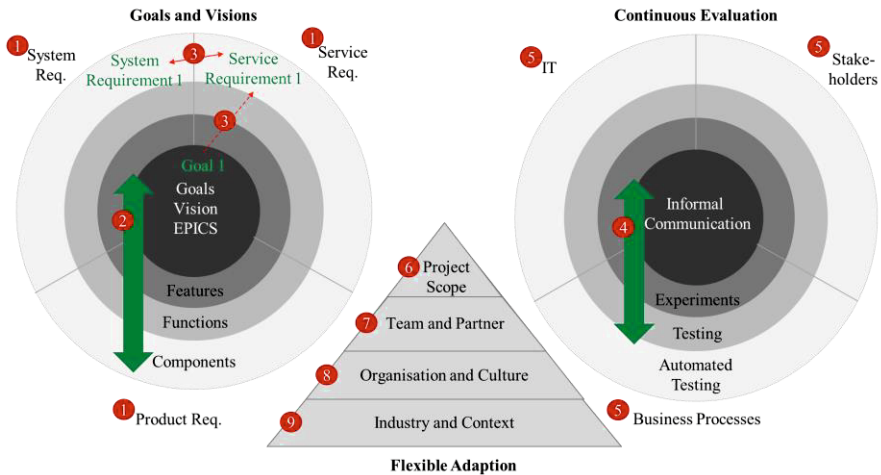 Goals and Visions
1 System
Req.
System
Requirement 1
3
Service
Requirement 1
1 Service Req.
3
Goal 1
Goals
Vision
EPICS
2
Features
Functions
Components
1 Product Req.
Continuous Evaluation
5 IT
5 Stake-
holders
Informal
Communication
4
Experiments
Testing
Automated
Testing
5 Business Processes
6 Project
Scope
7 Team and Partner
8 Organisation and Culture
9 Industry and Context
Flexible Adaption